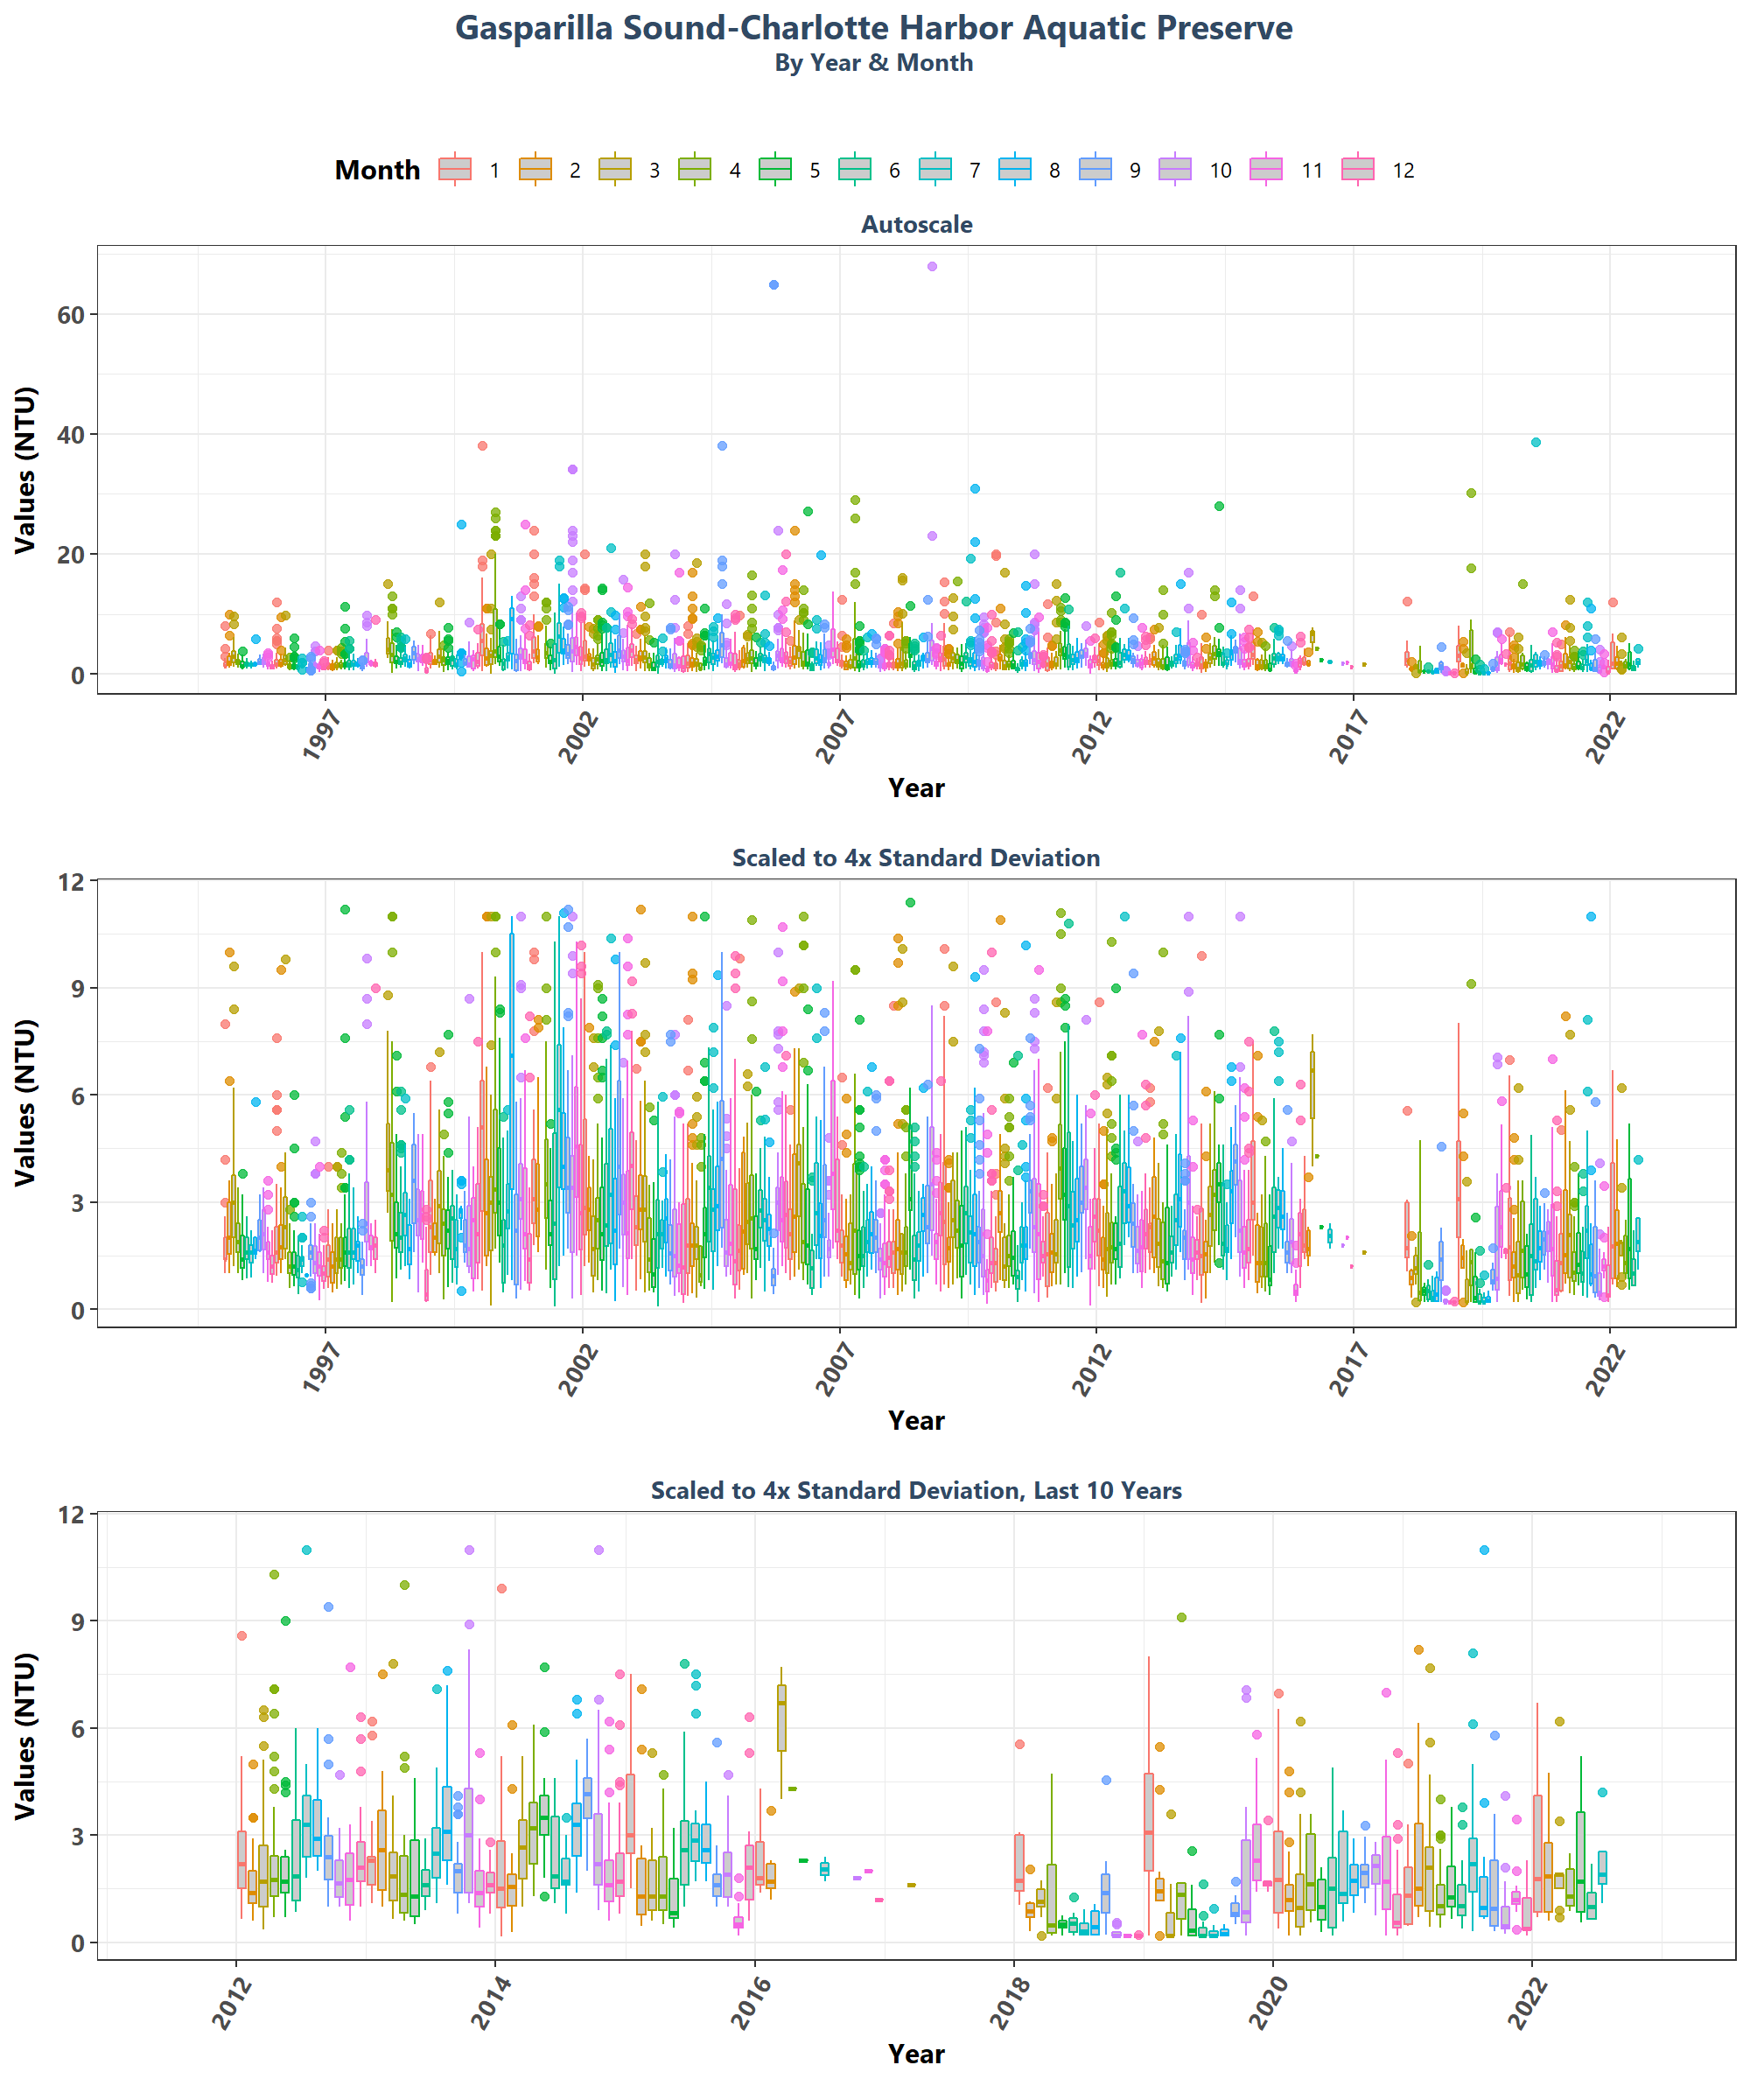 Gasparilla Sound-Charlotte Harbor Aquatic Preserve
By Year & Month
Month 1 2 3 4 5 6 7 8 9 10 11 12
Autoscale
Values (NTU)
60
40
20
0
1997 2002 2007 2012 2017 2022
Year
Scaled to 4x Standard Deviation
Values (NTU)
12
9
6
3
0
1997 2002 2007 2012 2017 2022
Year
Scaled to 4x Standard Deviation, Last 10 Years
Values (NTU)
12
9
6
3
0
2012 2014 2016 2018 2020 2022
Year